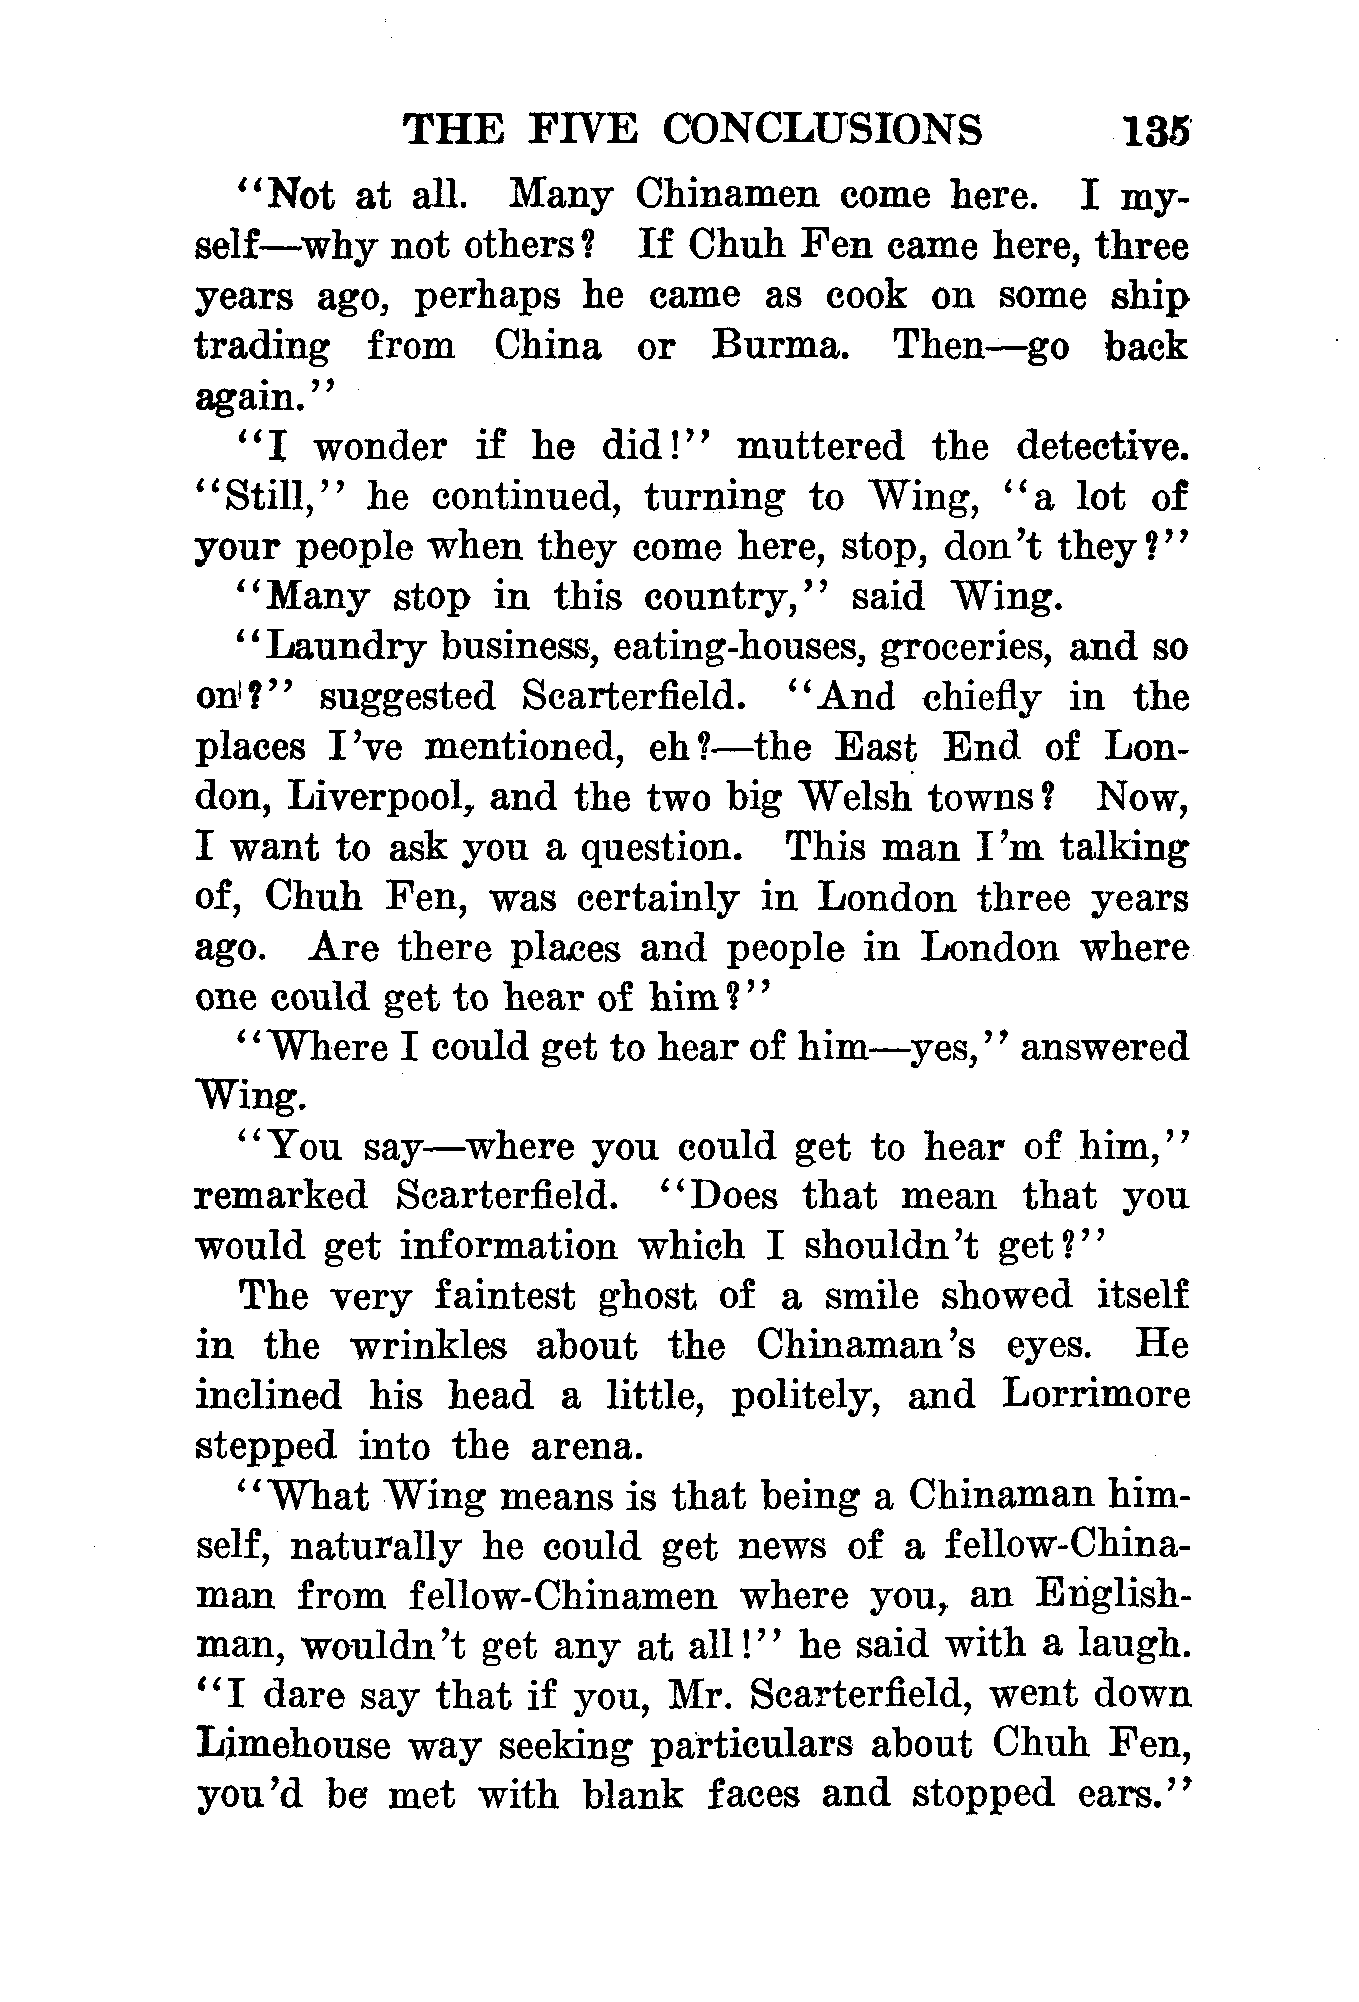 THE FIVE CONCLUSIONS 135
"Not at all. Many Chinamen come here. I my-
self—why not others? If Chuh Fen came here, three
years ago, perhaps he came as cook on some ship
trading from China or Burma. Then—go back
again."
"I wonder if he did!" muttered the detective.
"Still," he continued, turning to Wing, "a lot of
your people when they come here, stop, don't they?"
"Many stop in this country," said Wing.
"Laundry business, eating-houses, groceries, and so
on?" suggested Scarterfield. "And chiefly in the
places I've mentioned, eh?—the East End of Lon-
don, Liverpool, and the two big Welsh towns? Now,
I want to ask you a question. This man I'm talking
of, Chuh Fen, was certainly in London three years
ago. Are there places and people in London where
one could get to hear of him?"
"Where I could get to hear of him—yes," answered
Wing.
"You say—where you could get to hear of him,"
remarked Scarterfield. "Does that mean that you
would get information which I shouldn't get?"
The very faintest ghost of a smile showed itself
in the wrinkles about the Chinaman's eyes. He
inclined his head a little, politely, and Lorrimore
stepped into the arena.
"What Wing means is that being a Chinaman him-
self, naturally he could get news of a fellow-China-
man from fellow-Chinamen where you, an English-
man, wouldn't get any at all!" he said with a laugh.
"I dare say that if you, Mr. Scarterfield, went down
Limehouse way seeking particulars about Chuh Fen,
you'd be met with blank faces and stopped ears."